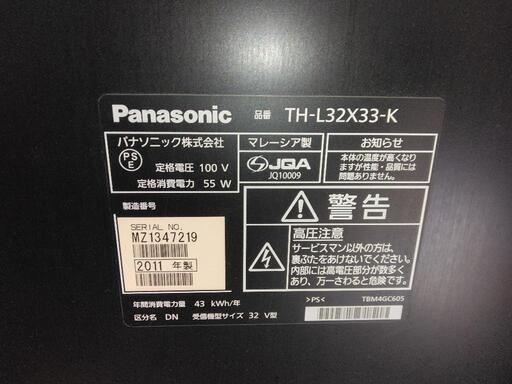 Panasonic 品番 TH-L32X33-K
パナソニック株式会社
PS
E
定格電圧 100 V
定格消費電力 55 W
マレーシア製
JQA
JQ10009
お知らせ
本体の温度が高くなり
ますが性能・品質には
問題ありません。
製造番号
SERIAL NO.
MZ1347219
2011 年製
警告
高圧注意
サービスマン以外の方は、
裏ぶたをあけないでください。
内部には高電圧部分が数多く
あり、万一さわると危険です。
年間消費電力量 43 kWh/年
区分名 DN 受信機型サイズ 32 V型
>PS< TBM4GC605